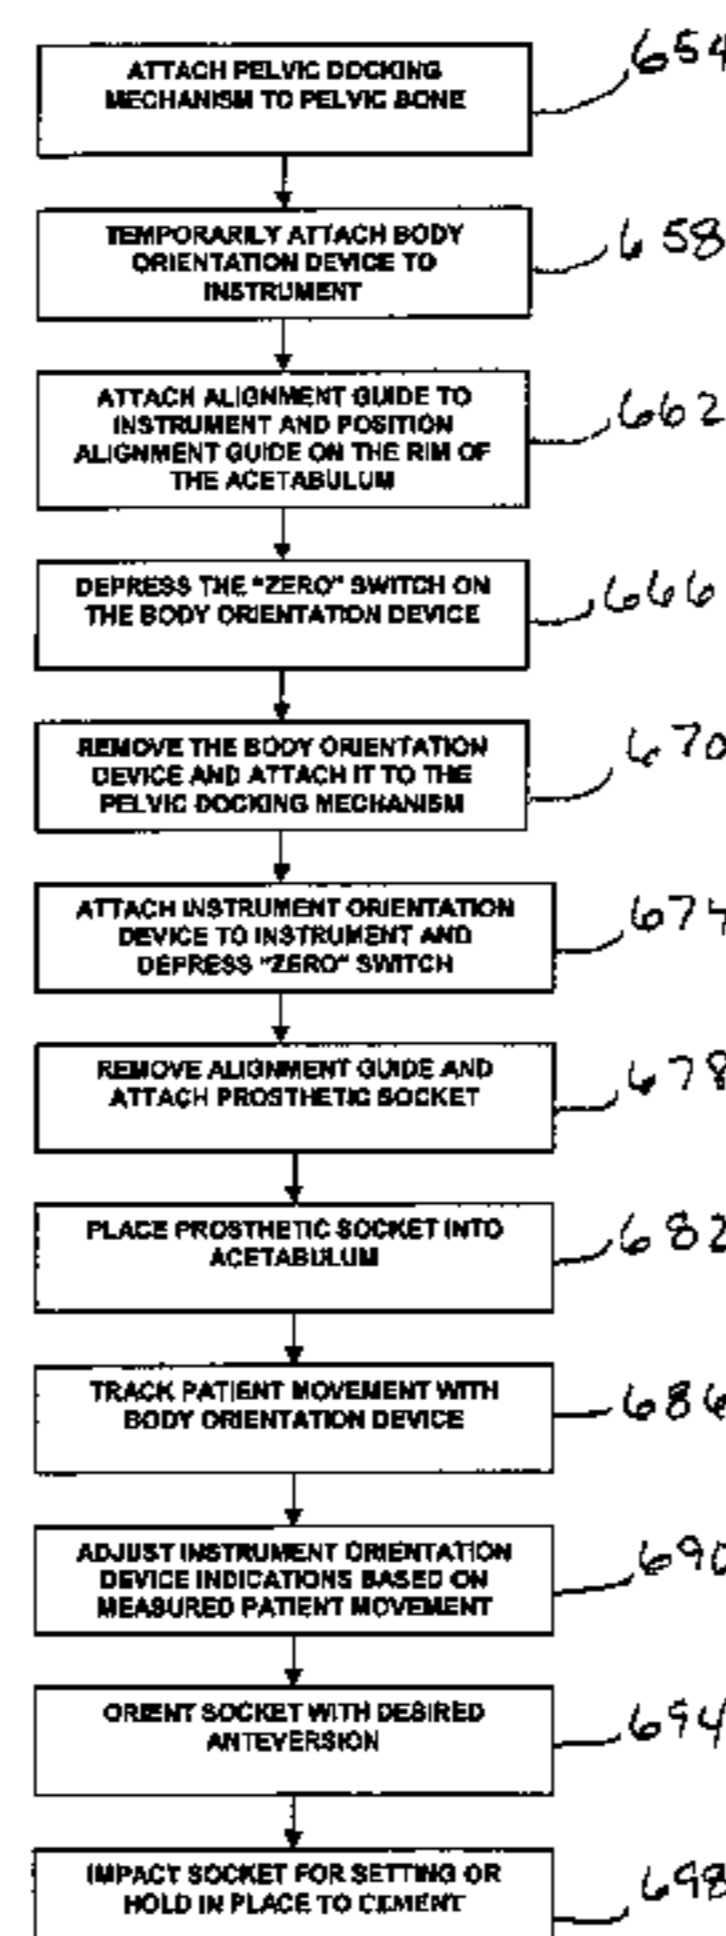 ATTACH PELVIC DOCKING
MECHANISM TO PELVIC BONE
654
TEMPORARILY ATTACH BODY
ORIENTATION DEVICE TO
INSTRUMENT
658
ATTACH ALIGNMENT GUIDE TO
INSTRUMENT AND POSITION
ALIGNMENT GUIDE ON THE RIM OF
THE ACETABULUM
662
DEPRESS THE "ZERO" SWITCH ON
THE BODY ORIENTATION DEVICE
666
REMOVE THE BODY ORIENTATION
DEVICE AND ATTACH IT TO THE
PELVIC DOCKING MECHANISM
670
ATTACH INSTRUMENT ORIENTATION
DEVICE TO INSTRUMENT AND
DEPRESS "ZERO" SWITCH
674
REMOVE ALIGNMENT GUIDE AND
ATTACH PROSTHETIC SOCKET
678
PLACE PROSTHETIC SOCKET INTO
ACETABULUM
682
TRACK PATIENT MOVEMENT WITH
BODY ORIENTATION DEVICE
686
ADJUST INSTRUMENT ORIENTATION
DEVICE INDICATIONS BASED ON
MEASURED PATIENT MOVEMENT
690
ORIENT SOCKET WITH DESIRED
ANTEVERSION
694
IMPACT SOCKET FOR SETTING OR
HOLD IN PLACE TO CEMENT
698